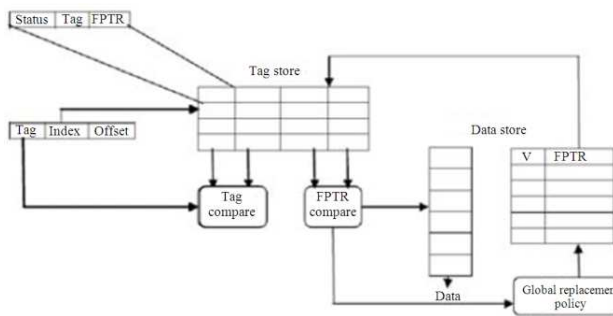 Status Tag FPTR
Tag store
Tag Index Offset
Data store
V FPTR
Tag
compare
FPTR
compare
Data
Global replacement
policy